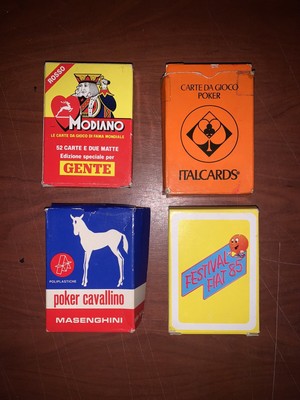 ROSSO
MODIANO
LE CARTE DA GIOCO DI FAMA MONDIALE
52 CARTE E DUE MATTE
Edizione speciale per
GENTE
CARTE DA GIOCO
POKER
ITALCARDS®
POLIPLASTICHI
poker cavallino
MASENGHINI
FESTIVAL
FIAT 85